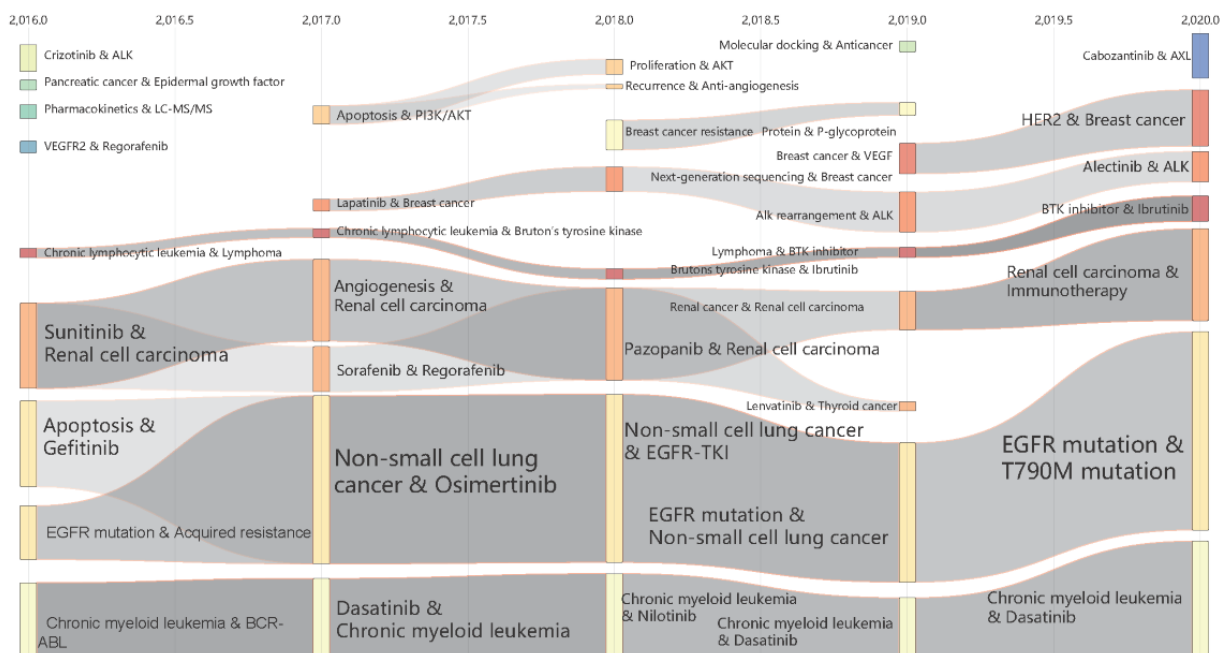 2,016.0
2,016.5
2,017.0
2,017.5
2,018.0
2,018.5
2,019.0
2,019.5
2,020.0
Crizotinib & ALK
Pancreatic cancer & Epidermal growth factor
Pharmacokinetics & LC-MS/MS
VEGFR2 & Regorafenib
Chronic lymphocytic leukemia & Lymphoma
Sunitinib &
Renal cell carcinoma
Apoptosis &
Gefitinib
EGFR mutation & Acquired resistance
Chronic myeloid leukemia & BCR-
ABL
Apoptosis & PI3K/AKT
Lapatinib & Breast cancer
Chronic lymphocytic leukemia & Bruton's tyrosine kinase
Angiogenesis &
Renal cell carcinoma
Sorafenib & Regorafenib
Non-small cell lung
cancer & Osimertinib
Dasatinib &
Chronic myeloid leukemia
Proliferation & AKT
Recurrence & Anti-angiogenesis
Breast cancer resistance Protein & P-glycoprotein
Next-generation sequencing & Breast cancer
Brutons tyrosine kinase & Ibrutinib
Pazopanib & Renal cell carcinoma
Non-small cell lung cancer
& EGFR-TKI
Chronic myeloid leukemia
& Nilotinib
Molecular docking & Anticancer
Breast cancer & VEGF
Alk rearrangement & ALK
Lymphoma & BTK inhibitor
Renal cancer & Renal cell carcinoma
Lenvatinib & Thyroid cancer
EGFR mutation &
Non-small cell lung cancer
Chronic myeloid leukemia
& Dasatinib
Cabozantinib & AXL
HER2 & Breast cancer
Alectinib & ALK
BTK inhibitor & Ibrutinib
Renal cell carcinoma &
Immunotherapy
EGFR mutation &
T790M mutation
Chronic myeloid leukemia
& Dasatinib